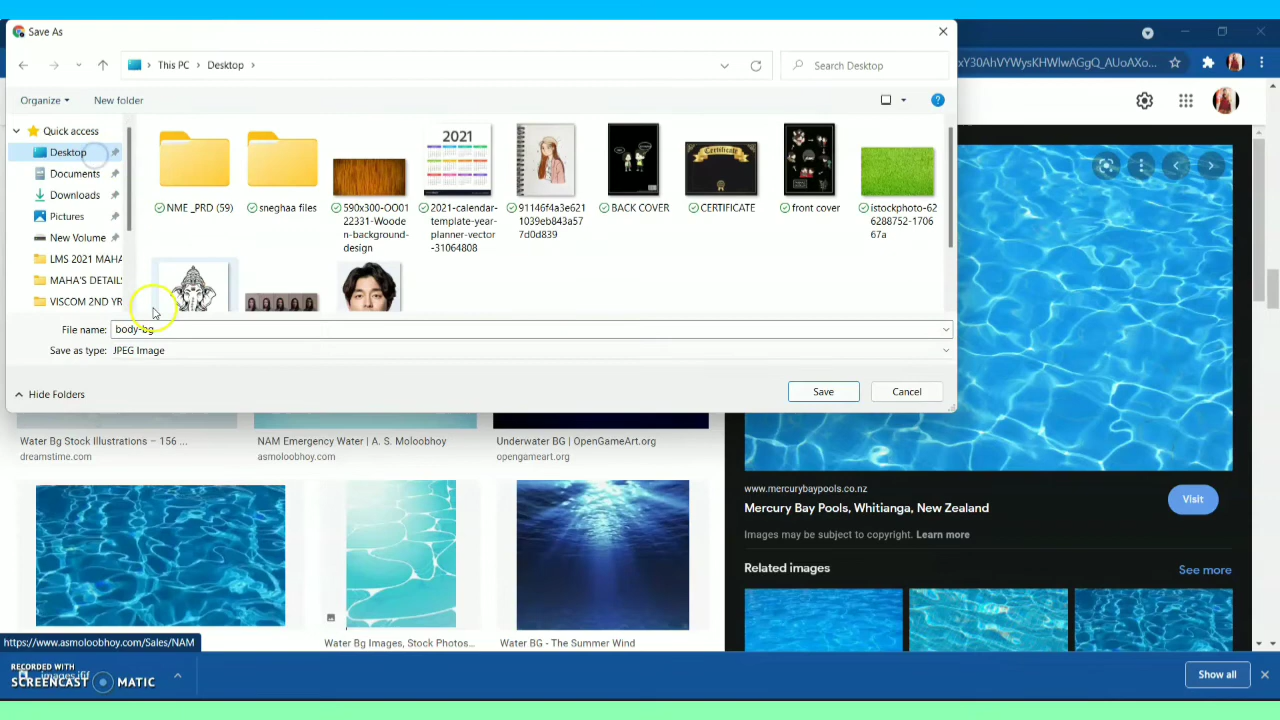 Save As
This PC > Desktop >
Search Desktop
xY30AhVYWysKHWlwAGgQ_AUoAXo...
Organize
New folder
Quick access
Desktop
Documents
Downloads
Pictures
New Volume
LMS 2021 MAHA
MAHA'S DETAILS
VISCOM 2ND YR
2021
Certificate
NME _PRD (59)
sneghaa files
590x300-OO01
22331-Woode
n-background-
design
2021-calendar-
template-year-
planner-vector
-31064808
91146f4a3e621
1039eb843a57
7d0d839
BACK COVER
CERTIFICATE
front cover
istockphoto-62
6288752-1706
67a
File name: body-bg
Save as type: JPEG Image
Hide Folders
Save
Cancel
Water Bg Stock Illustrations – 156 ...
dreamstime.com
NAM Emergency Water | A. S. Moloobhoy
asmoloobhoy.com
Underwater BG | OpenGameArt.org
opengameart.org
www.mercurybaypools.co.nz
Mercury Bay Pools, Whitianga, New Zealand
Visit
Images may be subject to copyright. Learn more
Related images
See more
Water Bg Images, Stock Photos...
Water BG - The Summer Wind
https://www.asmoloobhoy.com/Sales/NAM
RECORDED WITH
SCREENCAST MATIC
images.jfif
Show all